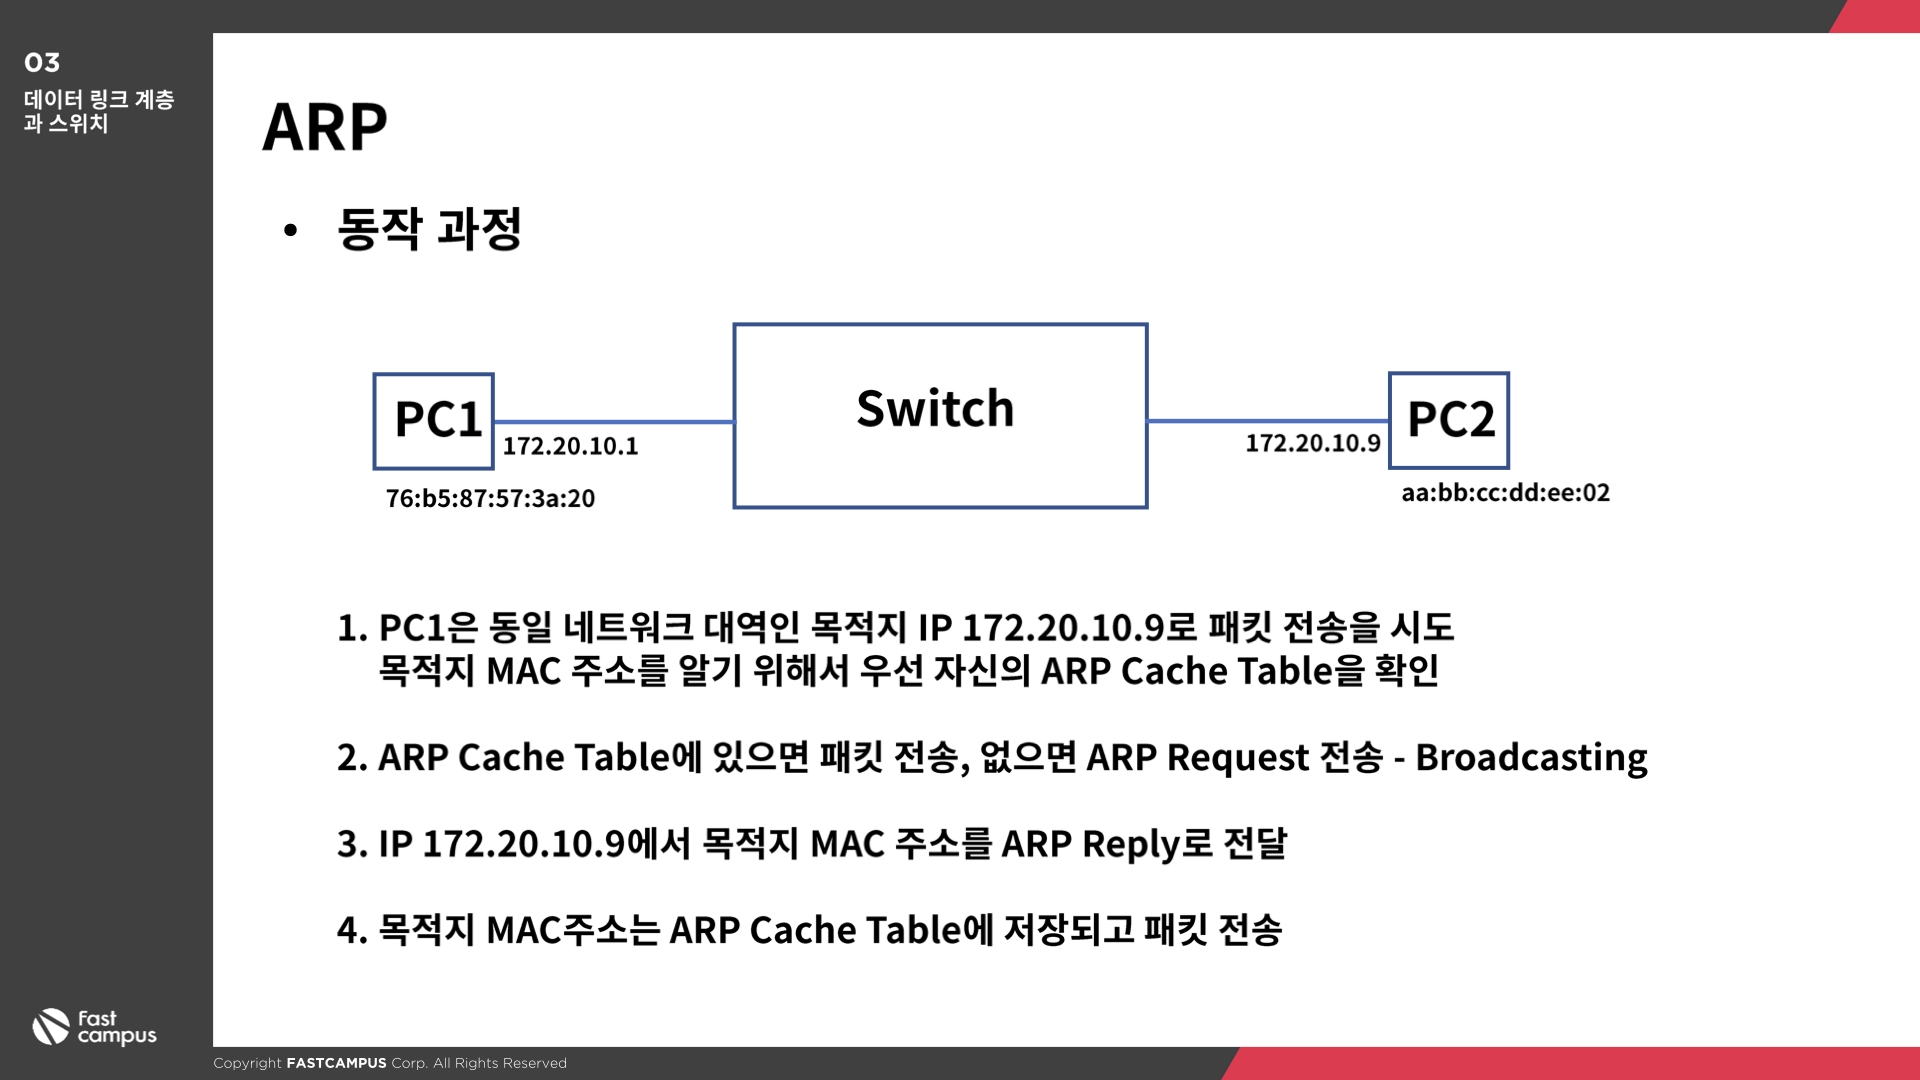 03
데이터 링크 계층
과 스위치
ARP
• 동작 과정
Switch
PC1
PC2
172.20.10.1
172.20.10.9
76:b5:87:57:3a:20
aa:bb:cc:dd:ee:02
1. PC1은 동일 네트워크 대역인 목적지 IP 172.20.10.9로 패킷 전송을 시도
목적지 MAC 주소를 알기 위해서 우선 자신의 ARP Cache Table을 확인
2. ARP Cache Table에 있으면 패킷 전송, 없으면 ARP Request 전송 - Broadcasting
3. IP 172.20.10.9에서 목적지 MAC 주소를 ARP Reply로 전달
4. 목적지 MAC주소는 ARP Cache Table에 저장되고 패킷 전송
Fast
campus
Copyright FASTCAMPUS Corp. All Rights Reserved